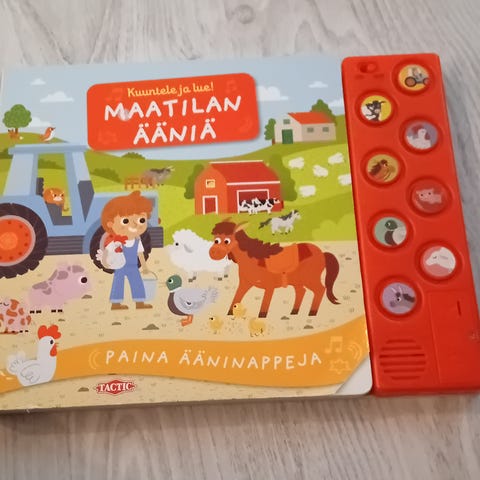 Kuuntele ja lue!
MAATILAN
ÄÄNIÄ
PAINA ÄÄNINAPPEJA
TACTIC